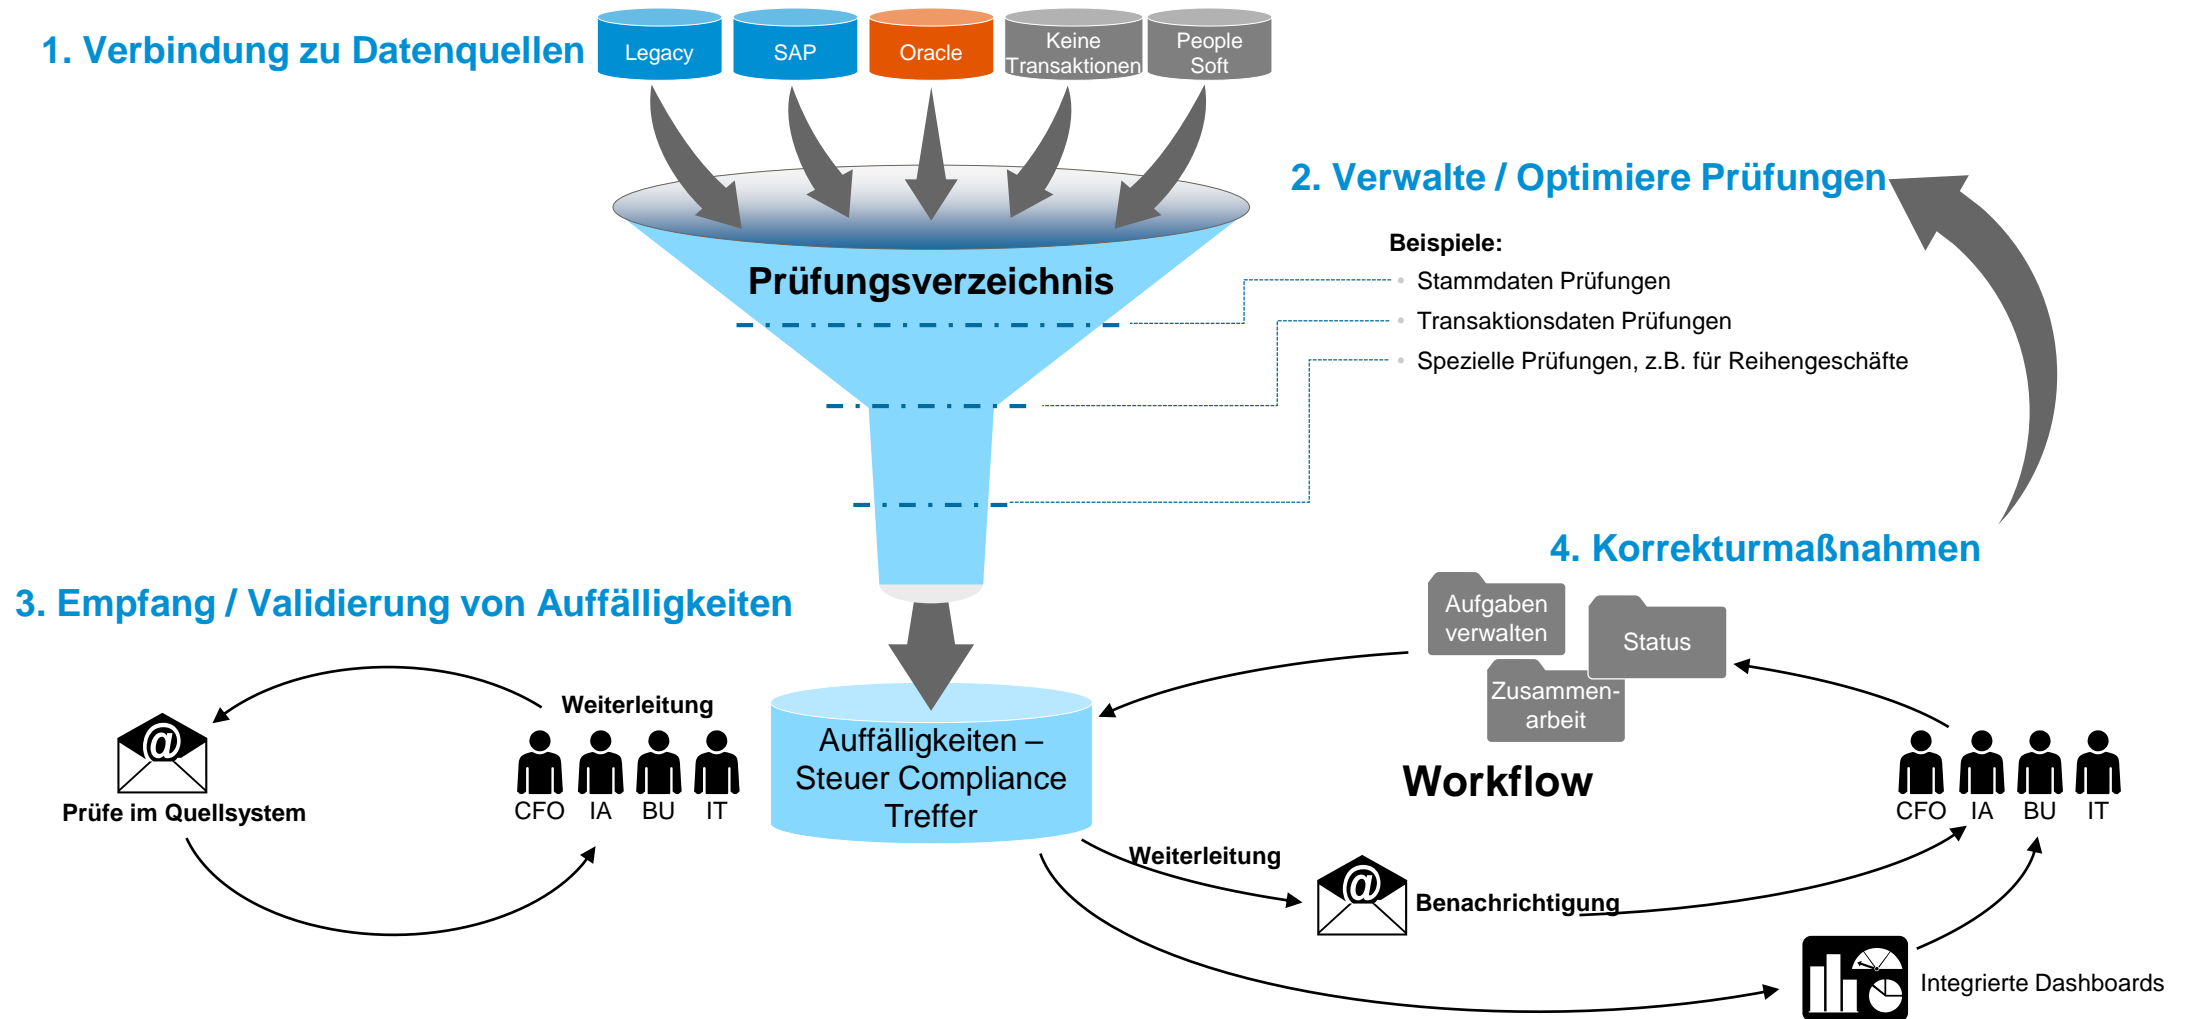 1. Verbindung zu Datenquellen
Legacy
SAP
Oracle
Keine
Transaktionen
People
Soft
2. Verwalte / Optimiere Prüfungen
Beispiele:
Stammdaten Prüfungen
Transaktionsdaten Prüfungen
Spezielle Prüfungen, z.B. für Reihengeschäfte
Prüfungsverzeichnis
3. Empfang / Validierung von Auffälligkeiten
Weiterleitung
@
Prüfe im Quellsystem
CFO IA BU IT
Auffälligkeiten –
Steuer Compliance
Treffer
4. Korrekturmaßnahmen
Aufgaben
verwalten
Status
Zusammen-
arbeit
Workflow
CFO IA BU IT
Weiterleitung
@
Benachrichtigung
Integrierte Dashboards